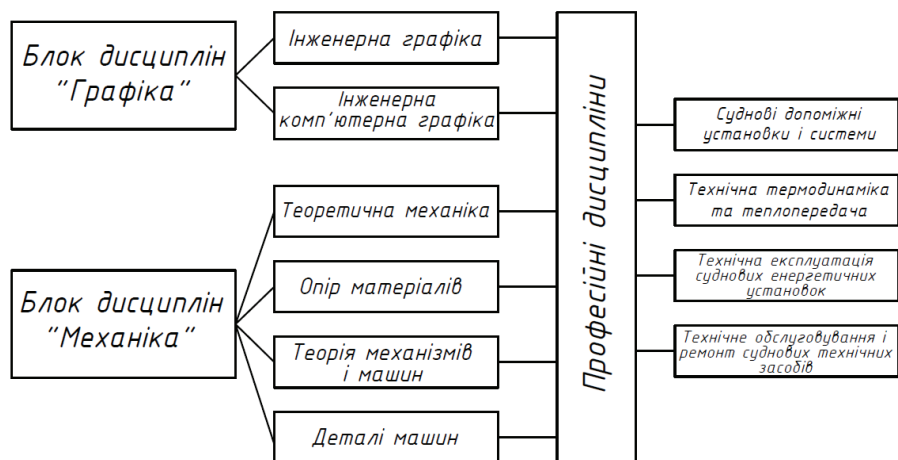 Блок дисциплін
"Графіка"
Інженерна графіка
Інженерна
комп'ютерна графіка
Блок дисциплін
"Механіка"
Теоретична механіка
Опір матеріалів
Теорія механізмів
і машин
Деталі машин
Професійні дисципліни
Суднові допоміжні
установки і системи
Технічна термодинаміка
та теплопередача
Технічна експлуатація
суднових енергетичних
установок
Технічне обслуговування і
ремонт суднових технічних
засобів